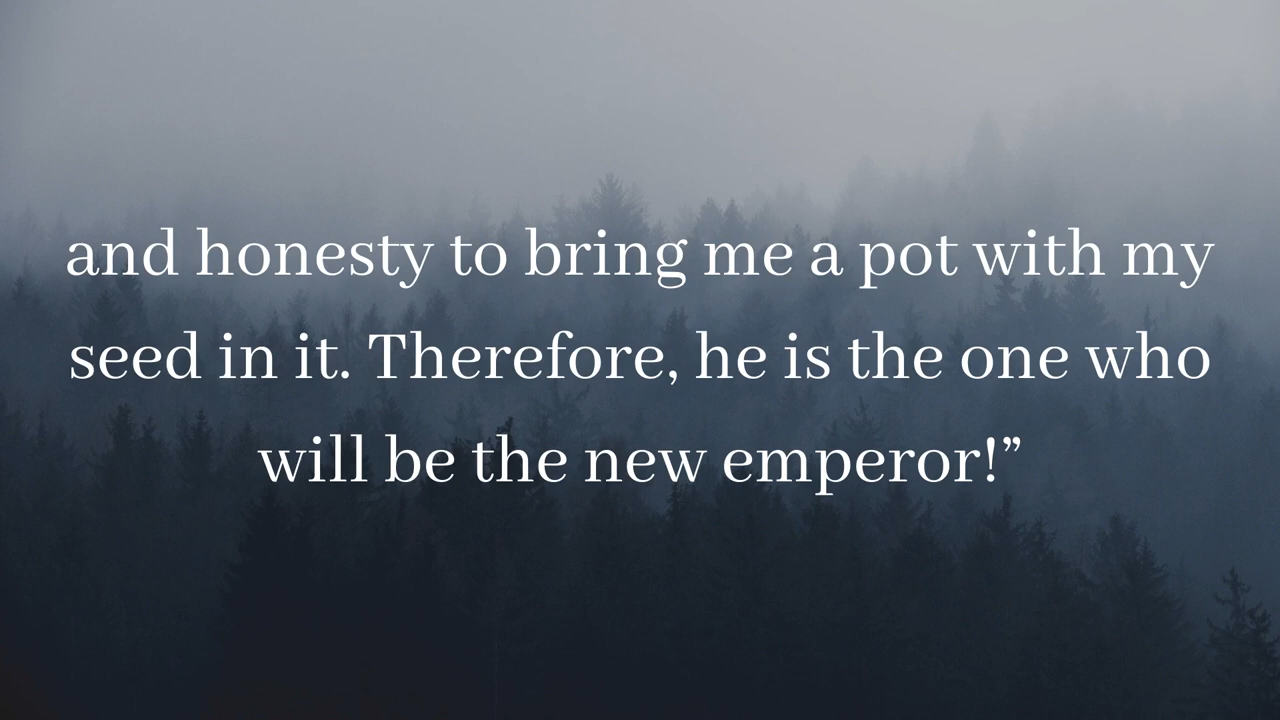 and honesty to bring me a pot with my
seed in it. Therefore, he is the one who
will be the new emperor!”